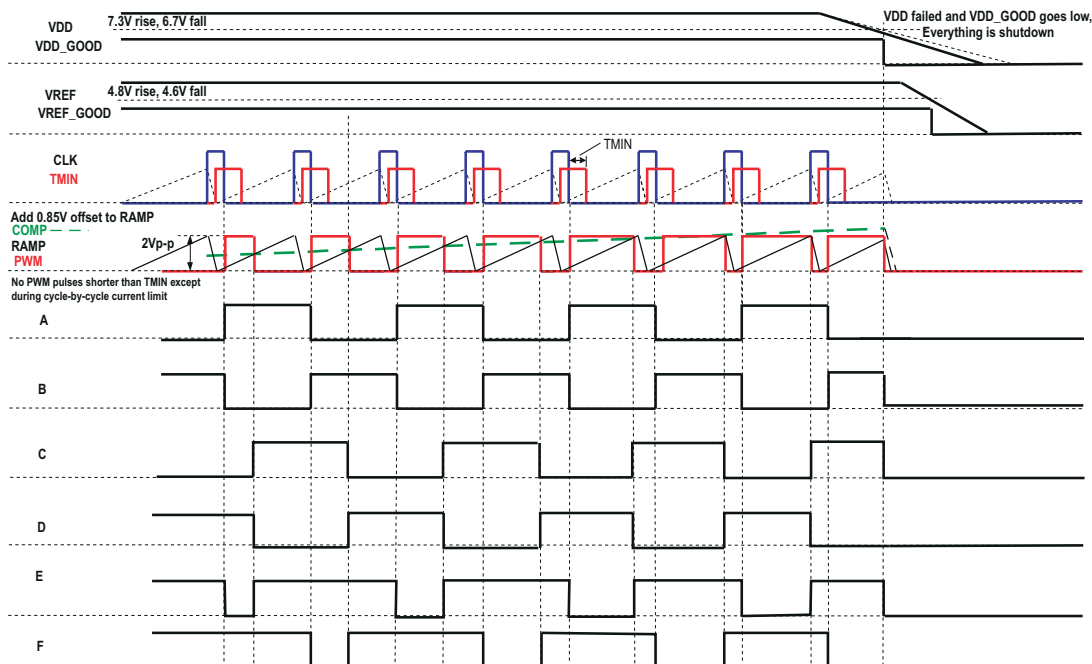 VDD
7.3V rise, 6.7V fall
VDD failed and VDD_GOOD goes low,
Everything is shutdown
VDD_GOOD
VREF
4.8V rise, 4.6V fall
VREF_GOOD
TMIN
CLK
TMIN
Add 0.85V offset to RAMP
COMP
RAMP
2Vp-p
PWM
No PWM pulses shorter than TMIN except
during cycle-by-cycle current limit
A
B
C
D
E
F